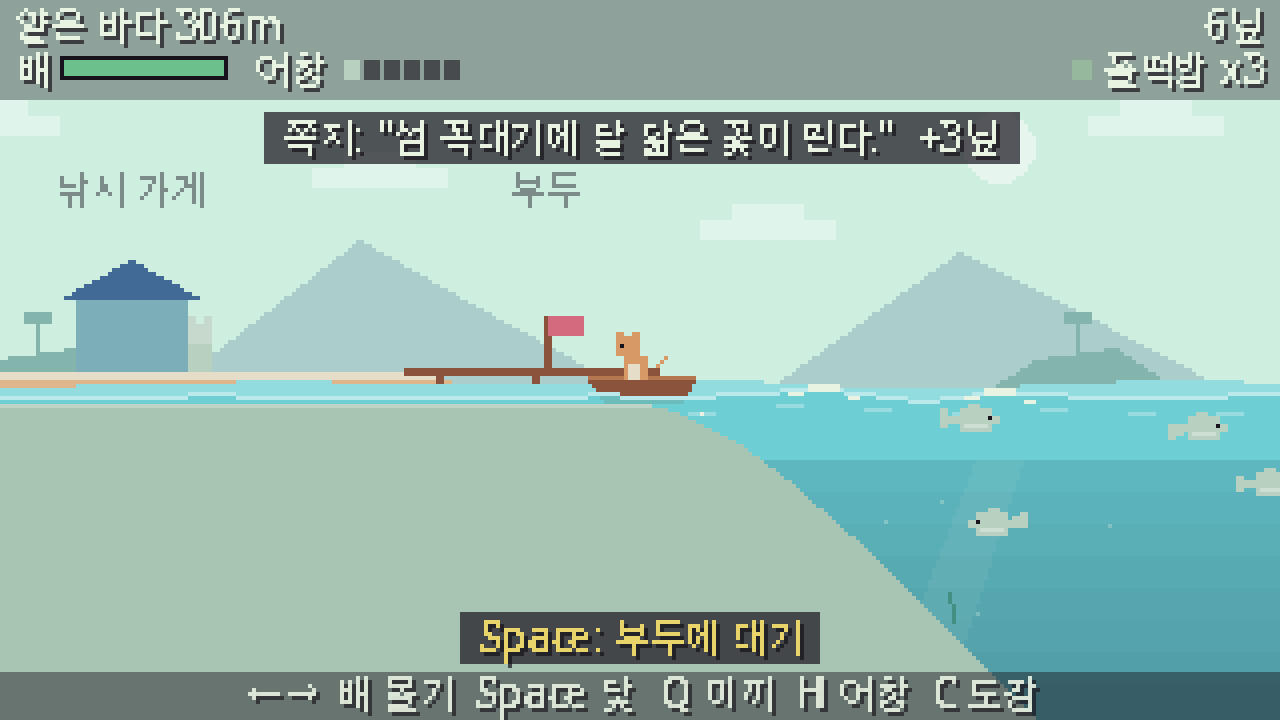 얕은 바다 306m
6닢
배 어창
풀떡밥 x3
쪽지: "섬 꼭대기에 달 닮은 꽃이 핀다." +3닢
낚시 가게
부두
Space: 부두에 대기
←→ 배 몰기 Space 닻 Q 미끼 H 어창 C 도감